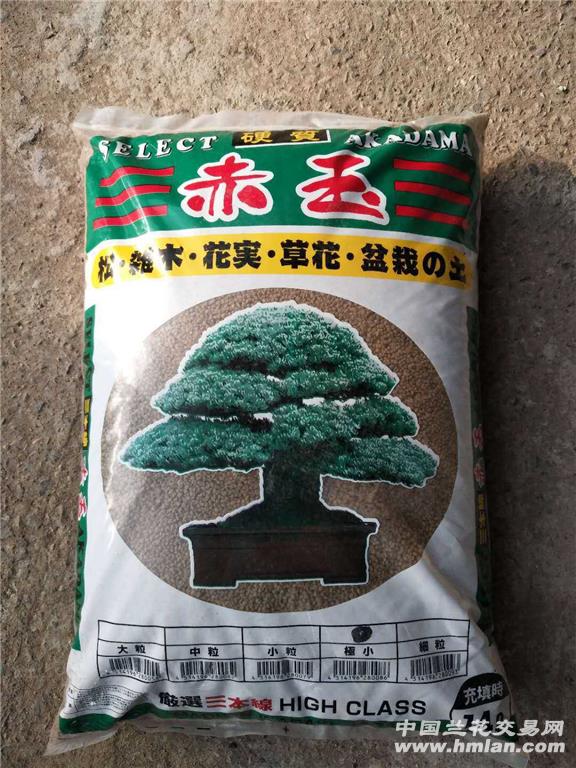 SELECT 硬質 AKADAMA
赤玉
松・雑木・花実・草花・盆栽の土
大粒 中粒 小粒 極小 細粒
4514196280086
厳選三本線 HIGH CLASS
充填時
中国兰花交易网
www.hmlan.com